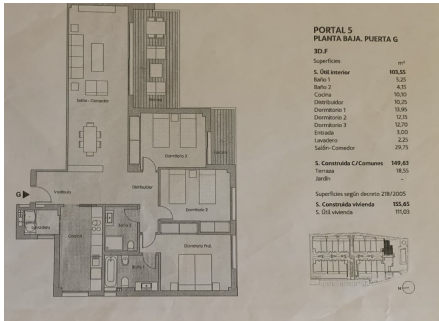 PORTAL 5
PLANTA BAJA, PUERTA G
3D.F
Superficies m²
S. Útil interior 103,55
Baño 1 5,25
Baño 2 4,15
Cocina 10,10
Distribuidor 10,25
Dormitorio 1 13,95
Dormitorio 2 12,15
Dormitorio 3 12,70
Entrada 3,00
Lavadero 2,25
Salón-Comedor 29,75
S. Construida C/Comunes 149,63
Terraza 18,55
Jardín -
Superficies según decreto 218/2005
S. Construida vivienda 155,65
S. Útil vivienda 111,03
Salón - Comedor
Dormitorio 2
Distribuidor
Vestíbulo
Dormitorio 3
G
Lavadero
Cocina
Baño 2
Baño 1
Dormitorio Ppal
N